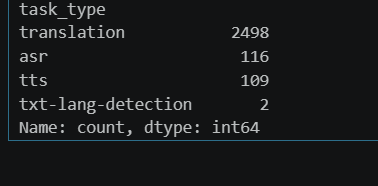 task_type
translation 2498
asr 116
tts 109
txt-lang-detection 2
Name: count, dtype: int64